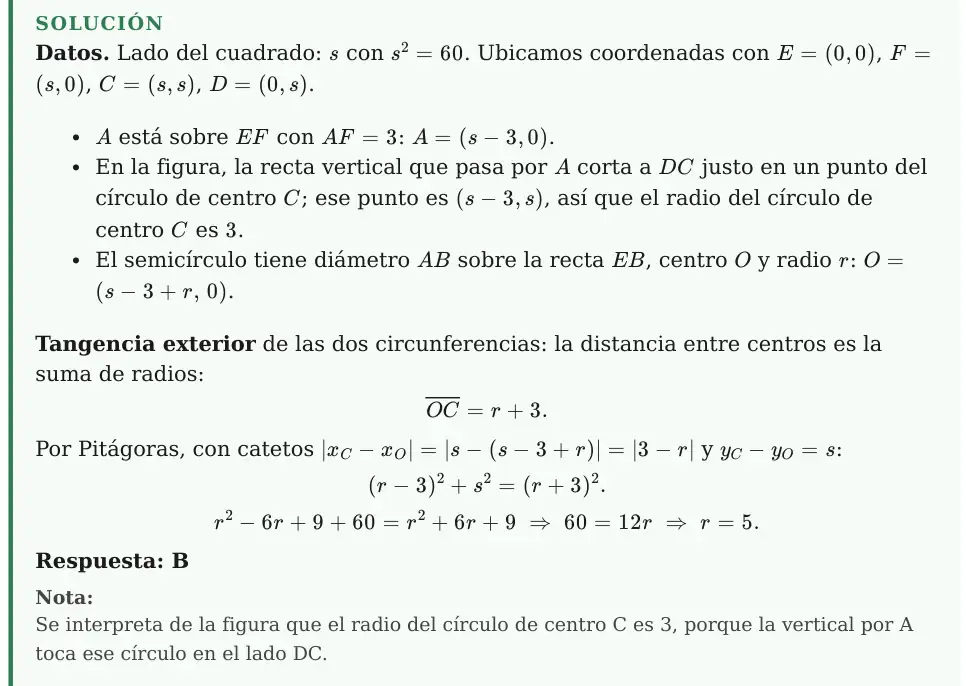 SOLUCIÓN
Datos. Lado del cuadrado: s con s² = 60. Ubicamos coordenadas con E = (0, 0), F =
(s, 0), C = (s, s), D = (0, s).
• A está sobre EF con AF = 3: A = (s − 3, 0).
• En la figura, la recta vertical que pasa por A corta a DC justo en un punto del
círculo de centro C; ese punto es (s − 3, s), así que el radio del círculo de
centro C es 3.
• El semicírculo tiene diámetro AB sobre la recta EB, centro O y radio r: O =
(s − 3 + r, 0).
Tangencia exterior de las dos circunferencias: la distancia entre centros es la
suma de radios:
O̅C̅ = r + 3.
Por Pitágoras, con catetos |x_C − x_O| = |s − (s − 3 + r)| = |3 − r| y y_C − y_O = s:
(r − 3)² + s² = (r + 3)².
r² − 6r + 9 + 60 = r² + 6r + 9 ⇒ 60 = 12r ⇒ r = 5.
Respuesta: B
Nota:
Se interpreta de la figura que el radio del círculo de centro C es 3, porque la vertical por A
toca ese círculo en el lado DC.